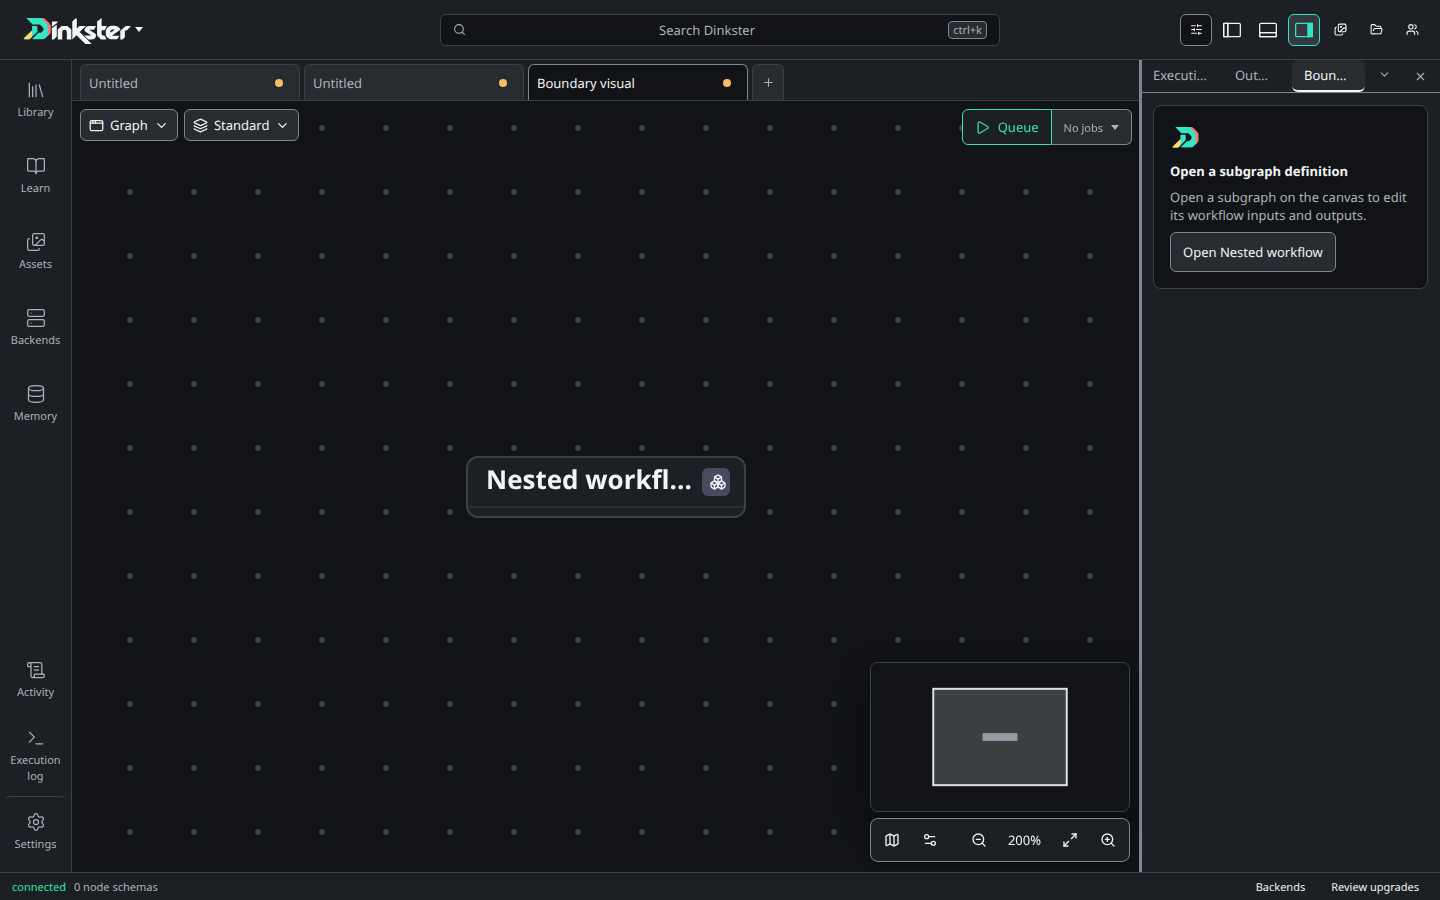 Dinkster
Search Dinkster
ctrl+k
Untitled
Untitled
Boundary visual
Executi...
Out...
Boun...
Library
Learn
Assets
Backends
Memory
Activity
Execution
log
Settings
Graph
Standard
Queue
No jobs
Open a subgraph definition
Open a subgraph on the canvas to edit
its workflow inputs and outputs.
Open Nested workflow
Nested workfl...
200%
connected
0 node schemas
Backends
Review upgrades